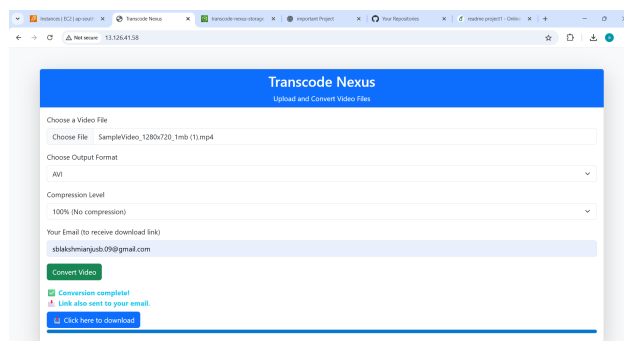 Instances | EC2 | ap-sout
Transcode Nexus
transcode-nexus-storage
important Project
Your Repositories
readme project1 - Online
Not secure 13.126.41.58
Transcode Nexus
Upload and Convert Video Files
Choose a Video File
Choose File SampleVideo_1280x720_1mb (1).mp4
Choose Output Format
AVI
Compression Level
100% (No compression)
Your Email (to receive download link)
sblakshmianjusb.09@gmail.com
Convert Video
Conversion complete!
Link also sent to your email.
Click here to download